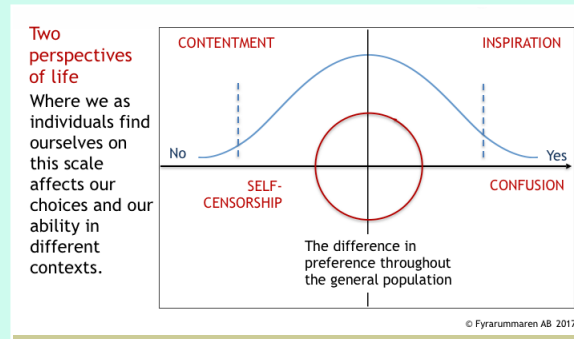 Two
perspectives
of life
Where we as
individuals find
ourselves on
this scale
affects our
choices and our
ability in
different
contexts.
CONTENTMENT
INSPIRATION
No
Yes
SELF-
CENSORSHIP
CONFUSION
The difference in
preference throughout
the general population
© Fyrarummaren AB 2017